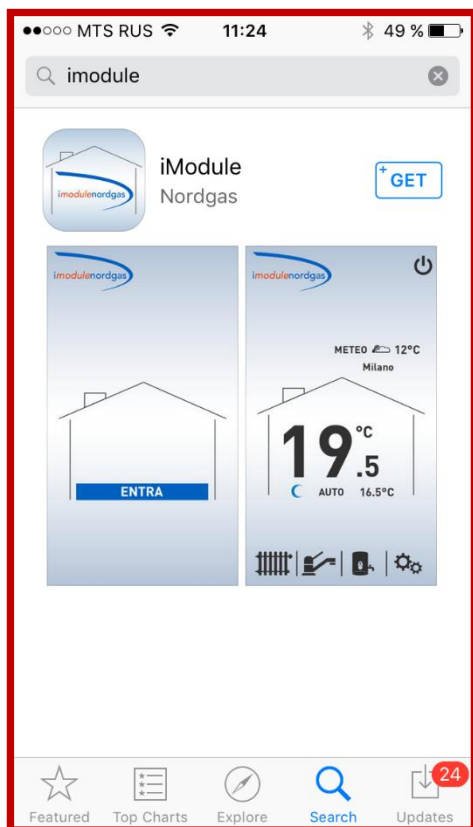 MTS RUS 11:24 49 %
imodule
imodulenordgas
iModule
Nordgas
+GET
imodulenordgas
ENTRA
imodulenordgas
METEO 12°C
Milano
19.5 °C
AUTO 16.5°C
24
Featured Top Charts Explore Search Updates